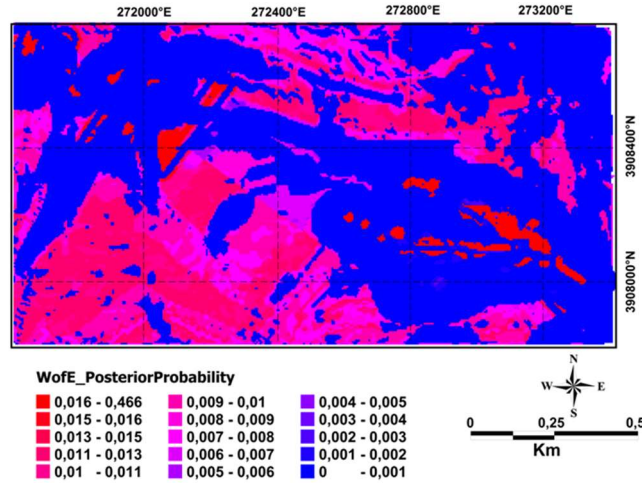 272000°E 272400°E 272800°E 273200°E
3908400°N
3908000°N
WofE_PosteriorProbability
0,016 - 0,466 0,009 - 0,01 0,004 - 0,005
0,015 - 0,016 0,008 - 0,009 0,003 - 0,004
0,013 - 0,015 0,007 - 0,008 0,002 - 0,003
0,011 - 0,013 0,006 - 0,007 0,001 - 0,002
0,01 - 0,011 0,005 - 0,006 0 - 0,001
N
W E
S
0 0,25 0,5
Km